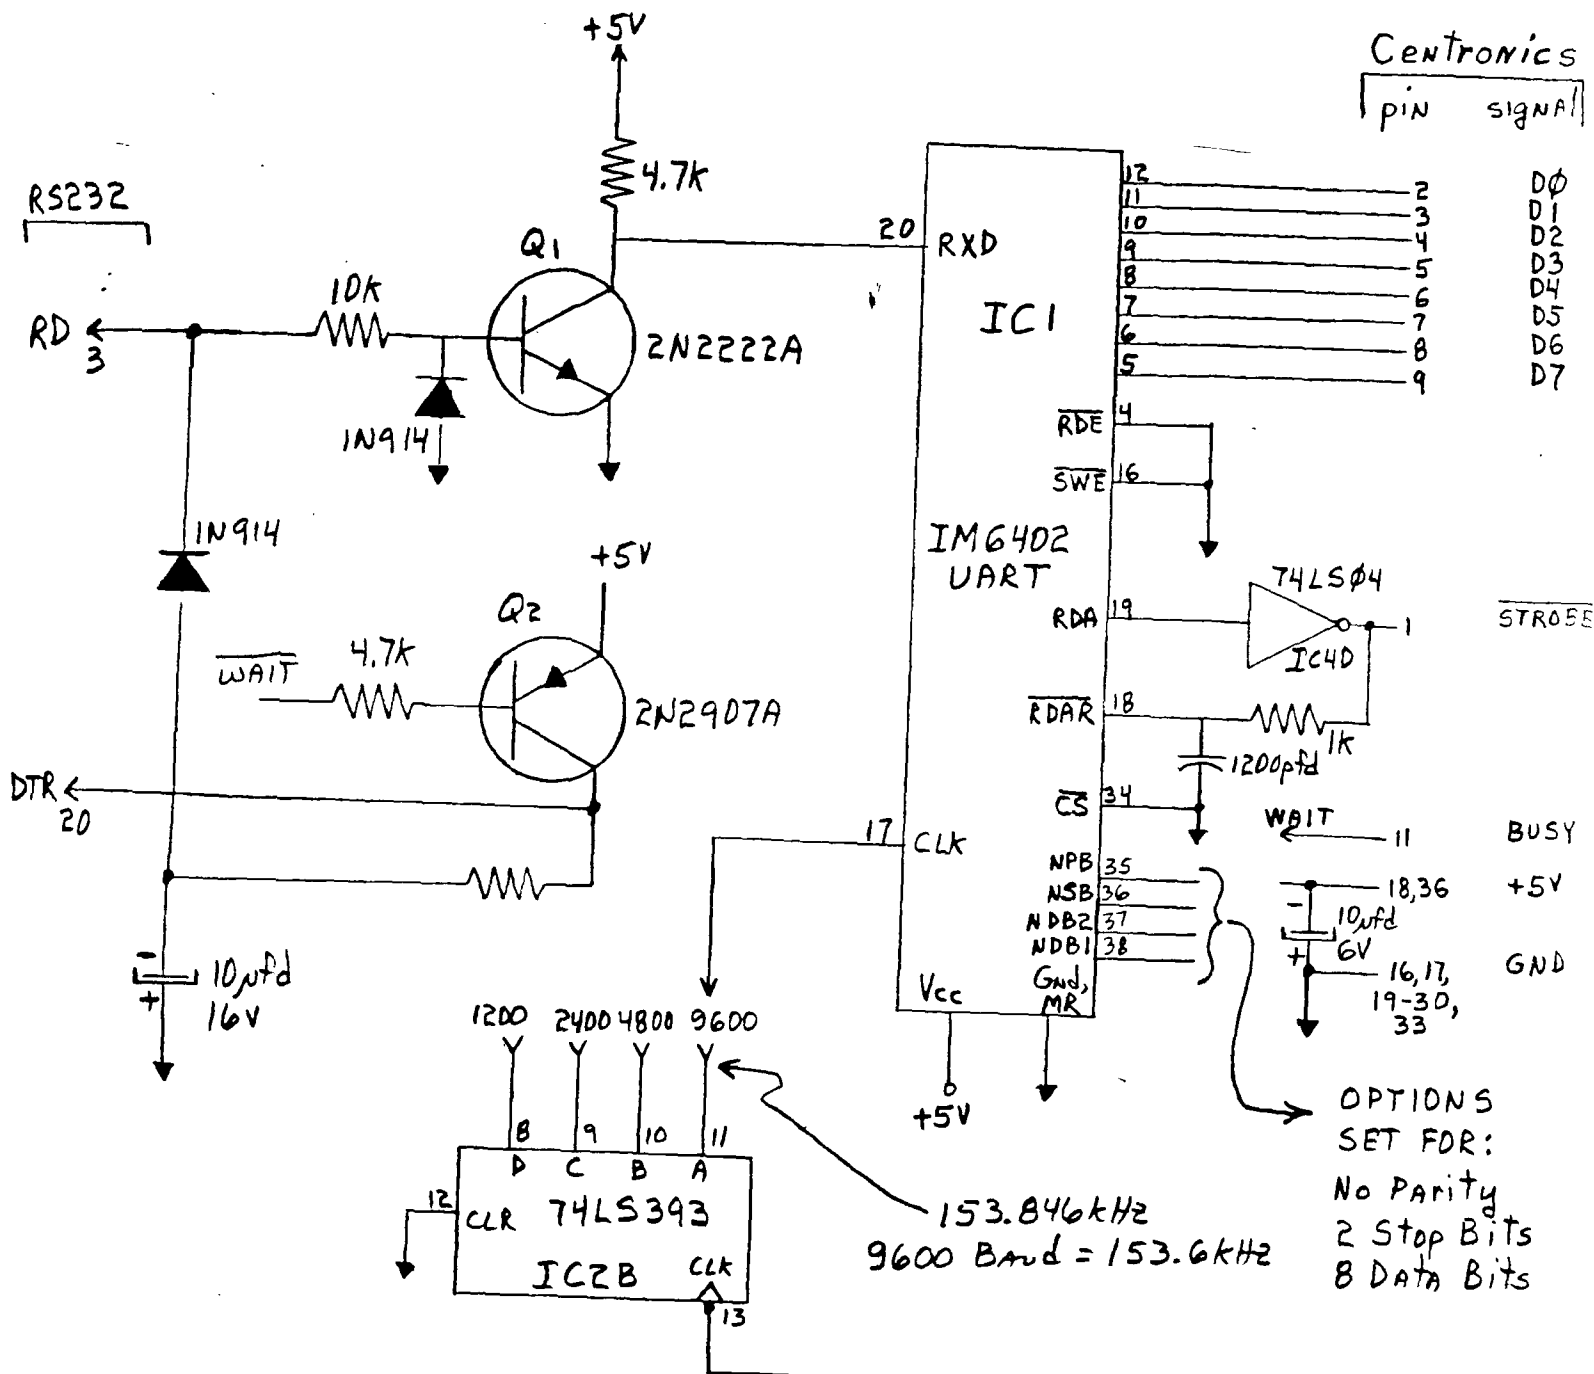 +5V
Centronics
pin signal
4.7K
RS232
Q1
20 RXD
12 2 DØ
11 3 D1
10 4 D2
9 5 D3
8 6 D4
7 7 D5
6 8 D6
5 9 D7
10K
RD
3
IC1
2N2222A
1N914
RDE 4
SWE 16
1N914
+5V
IM6402
UART
74LSØ4
Q2
RDA 19
1
STROBE
IC4D
WAIT 4.7K
2N2907A
RDAR 18
1K
1200pfd
DTR
20
CS 34
17 CLK
WAIT
11 BUSY
NPB 35
NSB 36
NDB2 37
NDB1 38
18,36 +5V
-
10µfd
6V
+
16,17,
19-30,
33
GND
Vcc
Gnd,
MR
-
+
10µfd
16V
1200 2400 4800 9600
+5V
OPTIONS
SET FOR:
No Parity
2 Stop Bits
8 Data Bits
8 9 10 11
D C B A
12 CLR
74LS393
IC2B
CLK
13
153.846kHz
9600 Baud = 153.6kHz